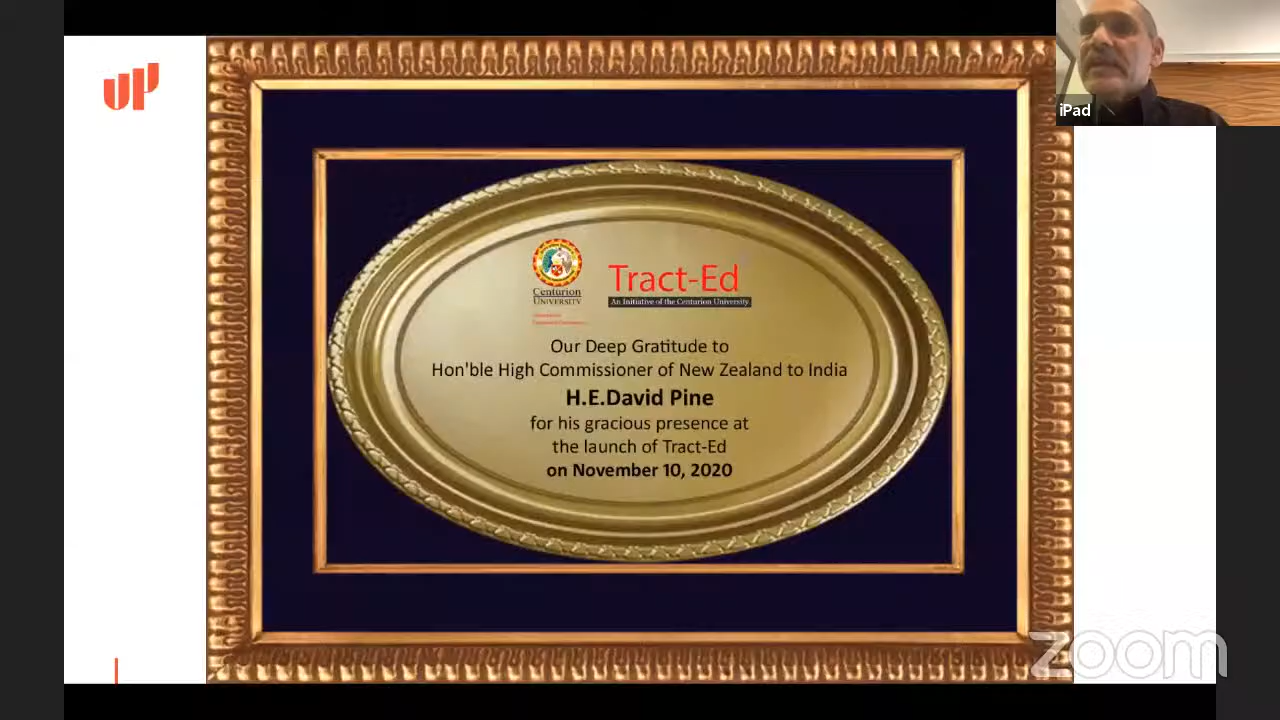 UP
iPad
Centurion
UNIVERSITY
Tract-Ed
An Initiative of the Centurion University
Our Deep Gratitude to
Hon'ble High Commissioner of New Zealand to India
H.E.David Pine
for his gracious presence at
the launch of Tract-Ed
on November 10, 2020
zoom